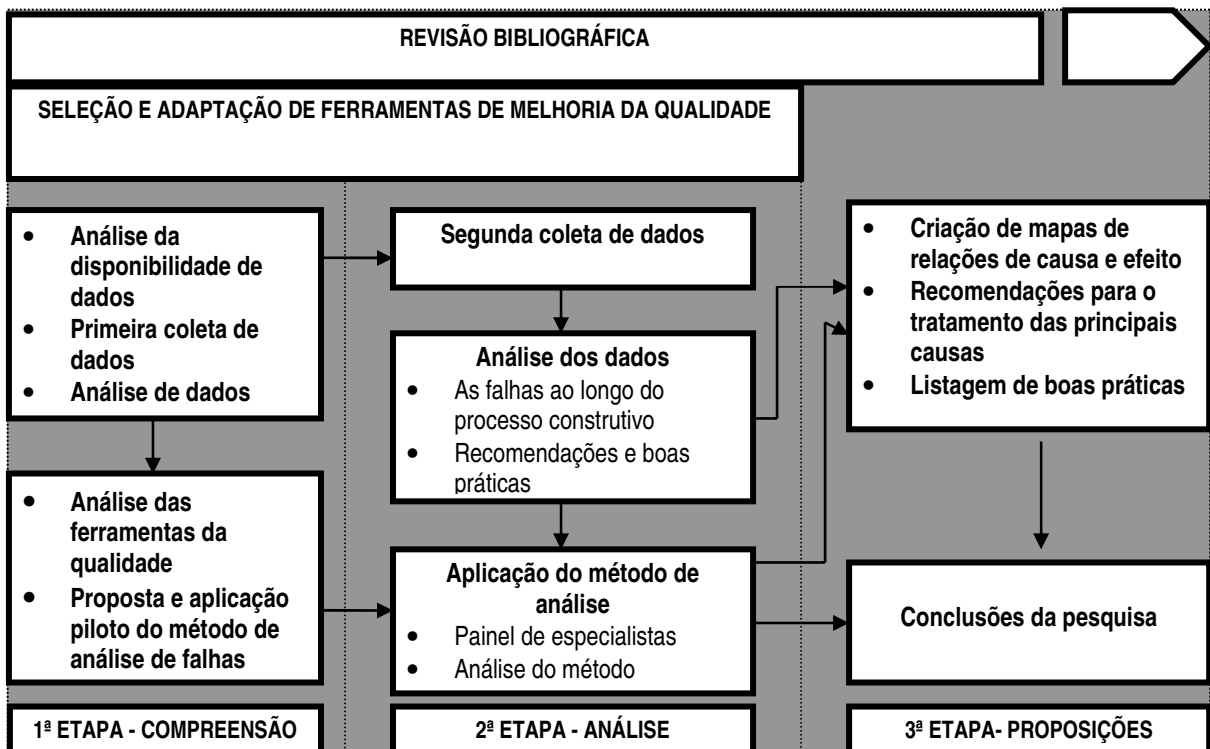 REVISÃO BIBLIOGRÁFICA
SELEÇÃO E ADAPTAÇÃO DE FERRAMENTAS DE MELHORIA DA QUALIDADE
• Análise da
disponibilidade de
dados
• Primeira coleta de
dados
• Análise de dados
• Análise das
ferramentas da
qualidade
• Proposta e aplicação
piloto do método de
análise de falhas
1ª ETAPA - COMPREENSÃO
Segunda coleta de dados
Análise dos dados
• As falhas ao longo do
processo construtivo
• Recomendações e boas
práticas
Aplicação do método de
análise
• Painel de especialistas
• Análise do método
2ª ETAPA - ANÁLISE
• Criação de mapas de
relações de causa e efeito
• Recomendações para o
tratamento das principais
causas
• Listagem de boas práticas
Conclusões da pesquisa
3ª ETAPA- PROPOSIÇÕES